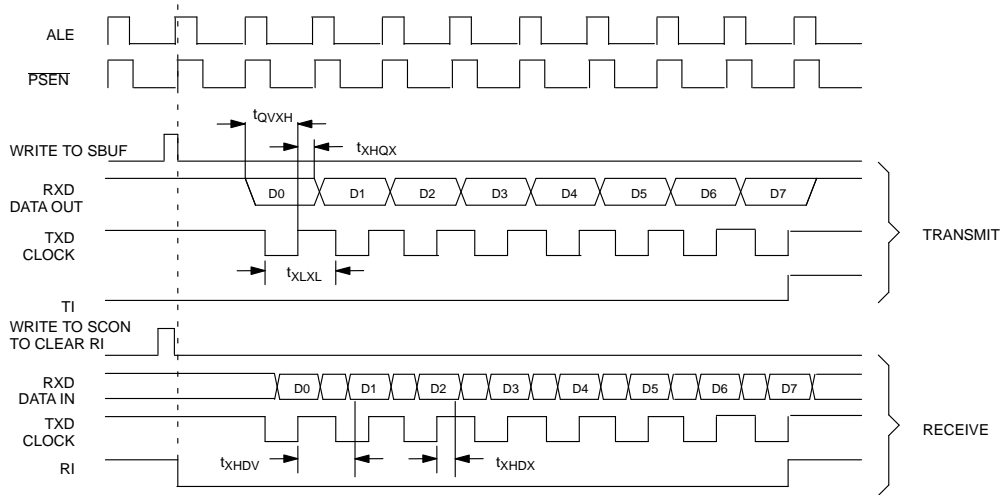 ALE
PSEN
tQVXH
tXHQX
WRITE TO SBUF
RXD
DATA OUT
D0 D1 D2 D3 D4 D5 D6 D7
TXD
CLOCK
TRANSMIT
tXLXL
TI
WRITE TO SCON
TO CLEAR RI
RXD
DATA IN
D0 D1 D2 D3 D4 D5 D6 D7
TXD
CLOCK
RECEIVE
tXHDV
tXHDX
RI